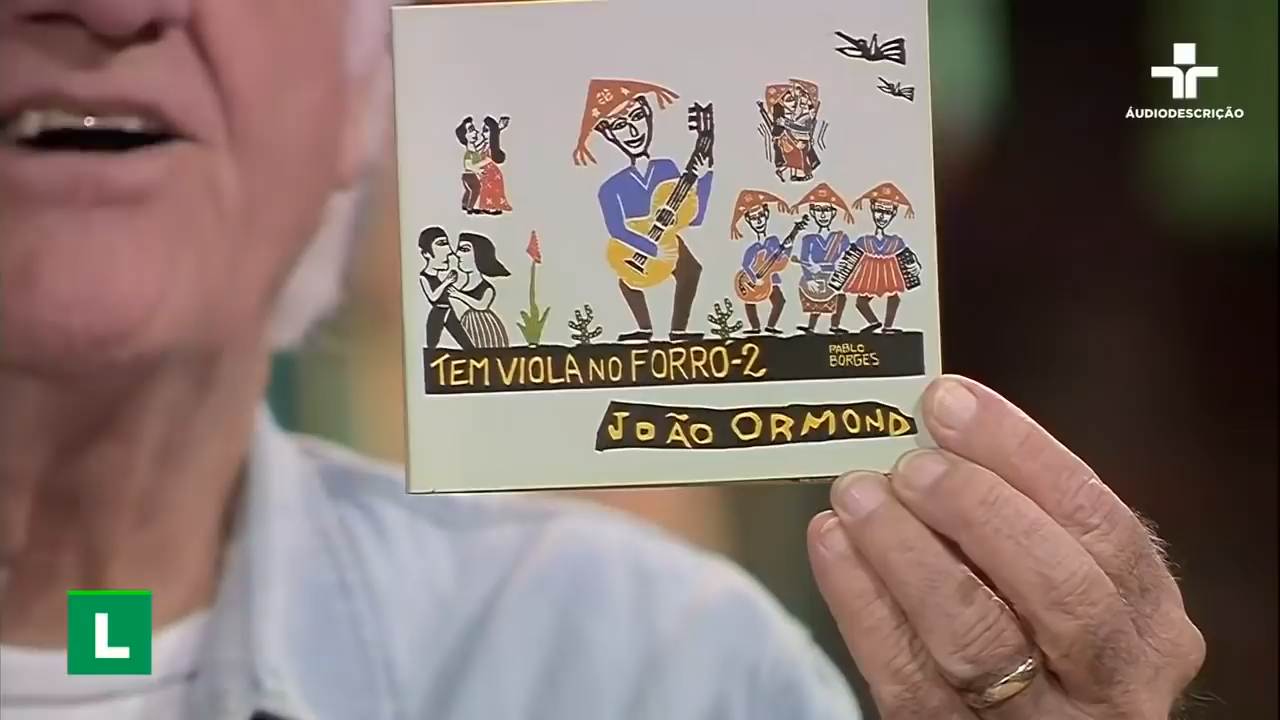 ÁUDIODESCRIÇÃO
TEM VIOLA NO FORRÓ-2
PABLO
BORGES
JOÃO ORMOND
L